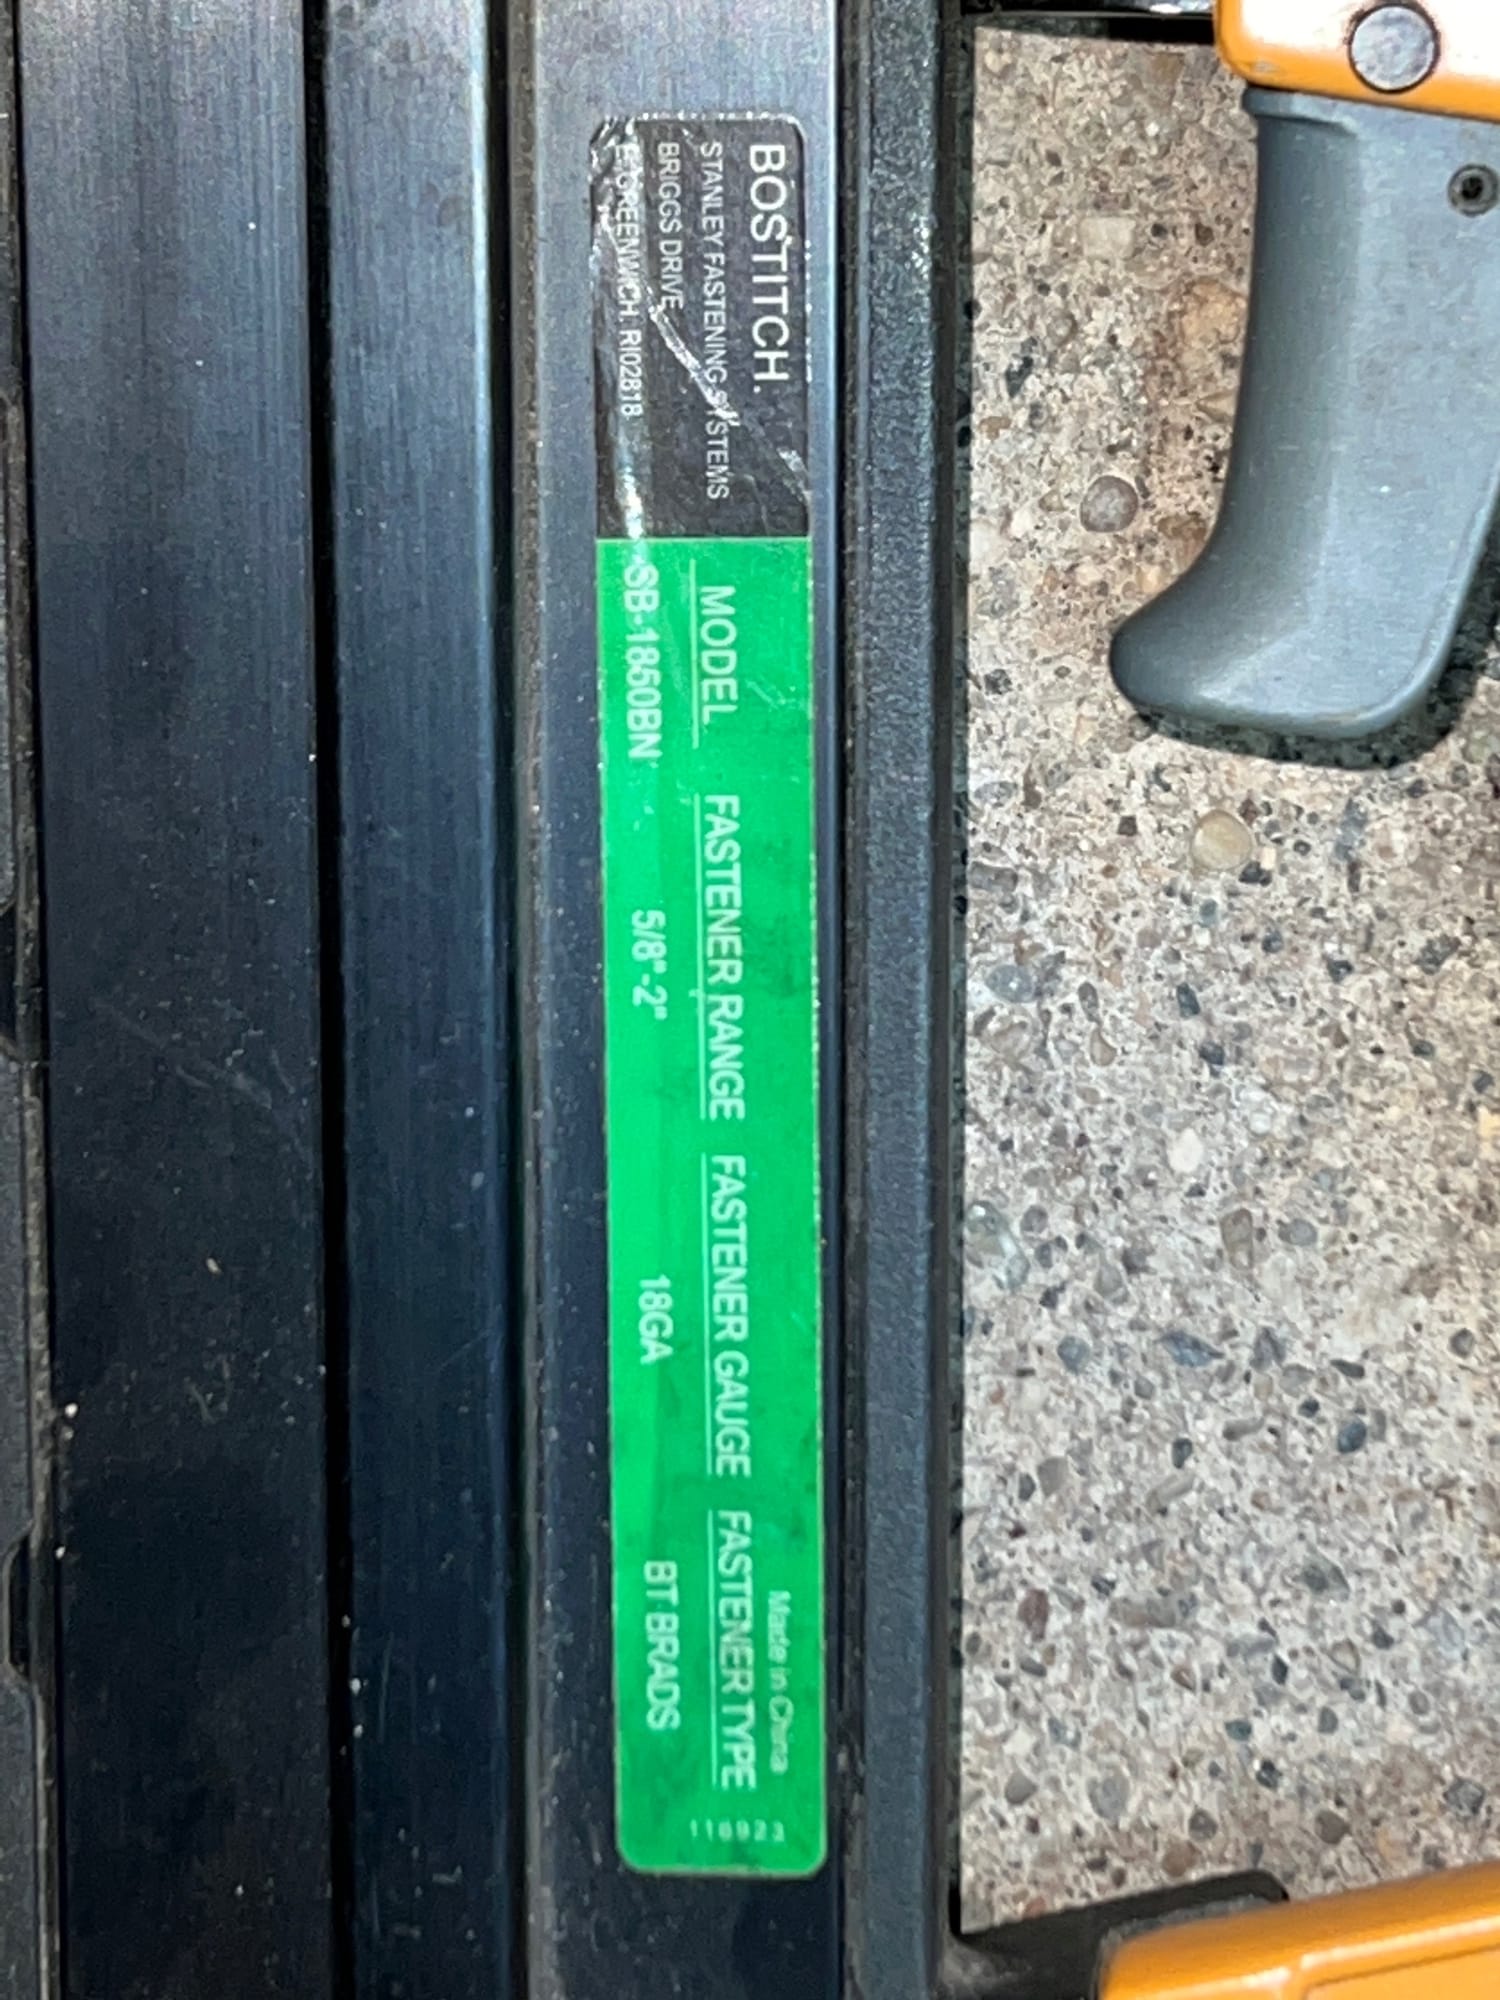 BOSTITCH.
STANLEY FASTENING SYSTEMS
BRIGGS DRIVE
E. GREENWICH. RI02818
Made in China
MODEL FASTENER RANGE FASTENER GAUGE FASTENER TYPE
SB-1850BN 5/8"-2" 18GA BT BRADS